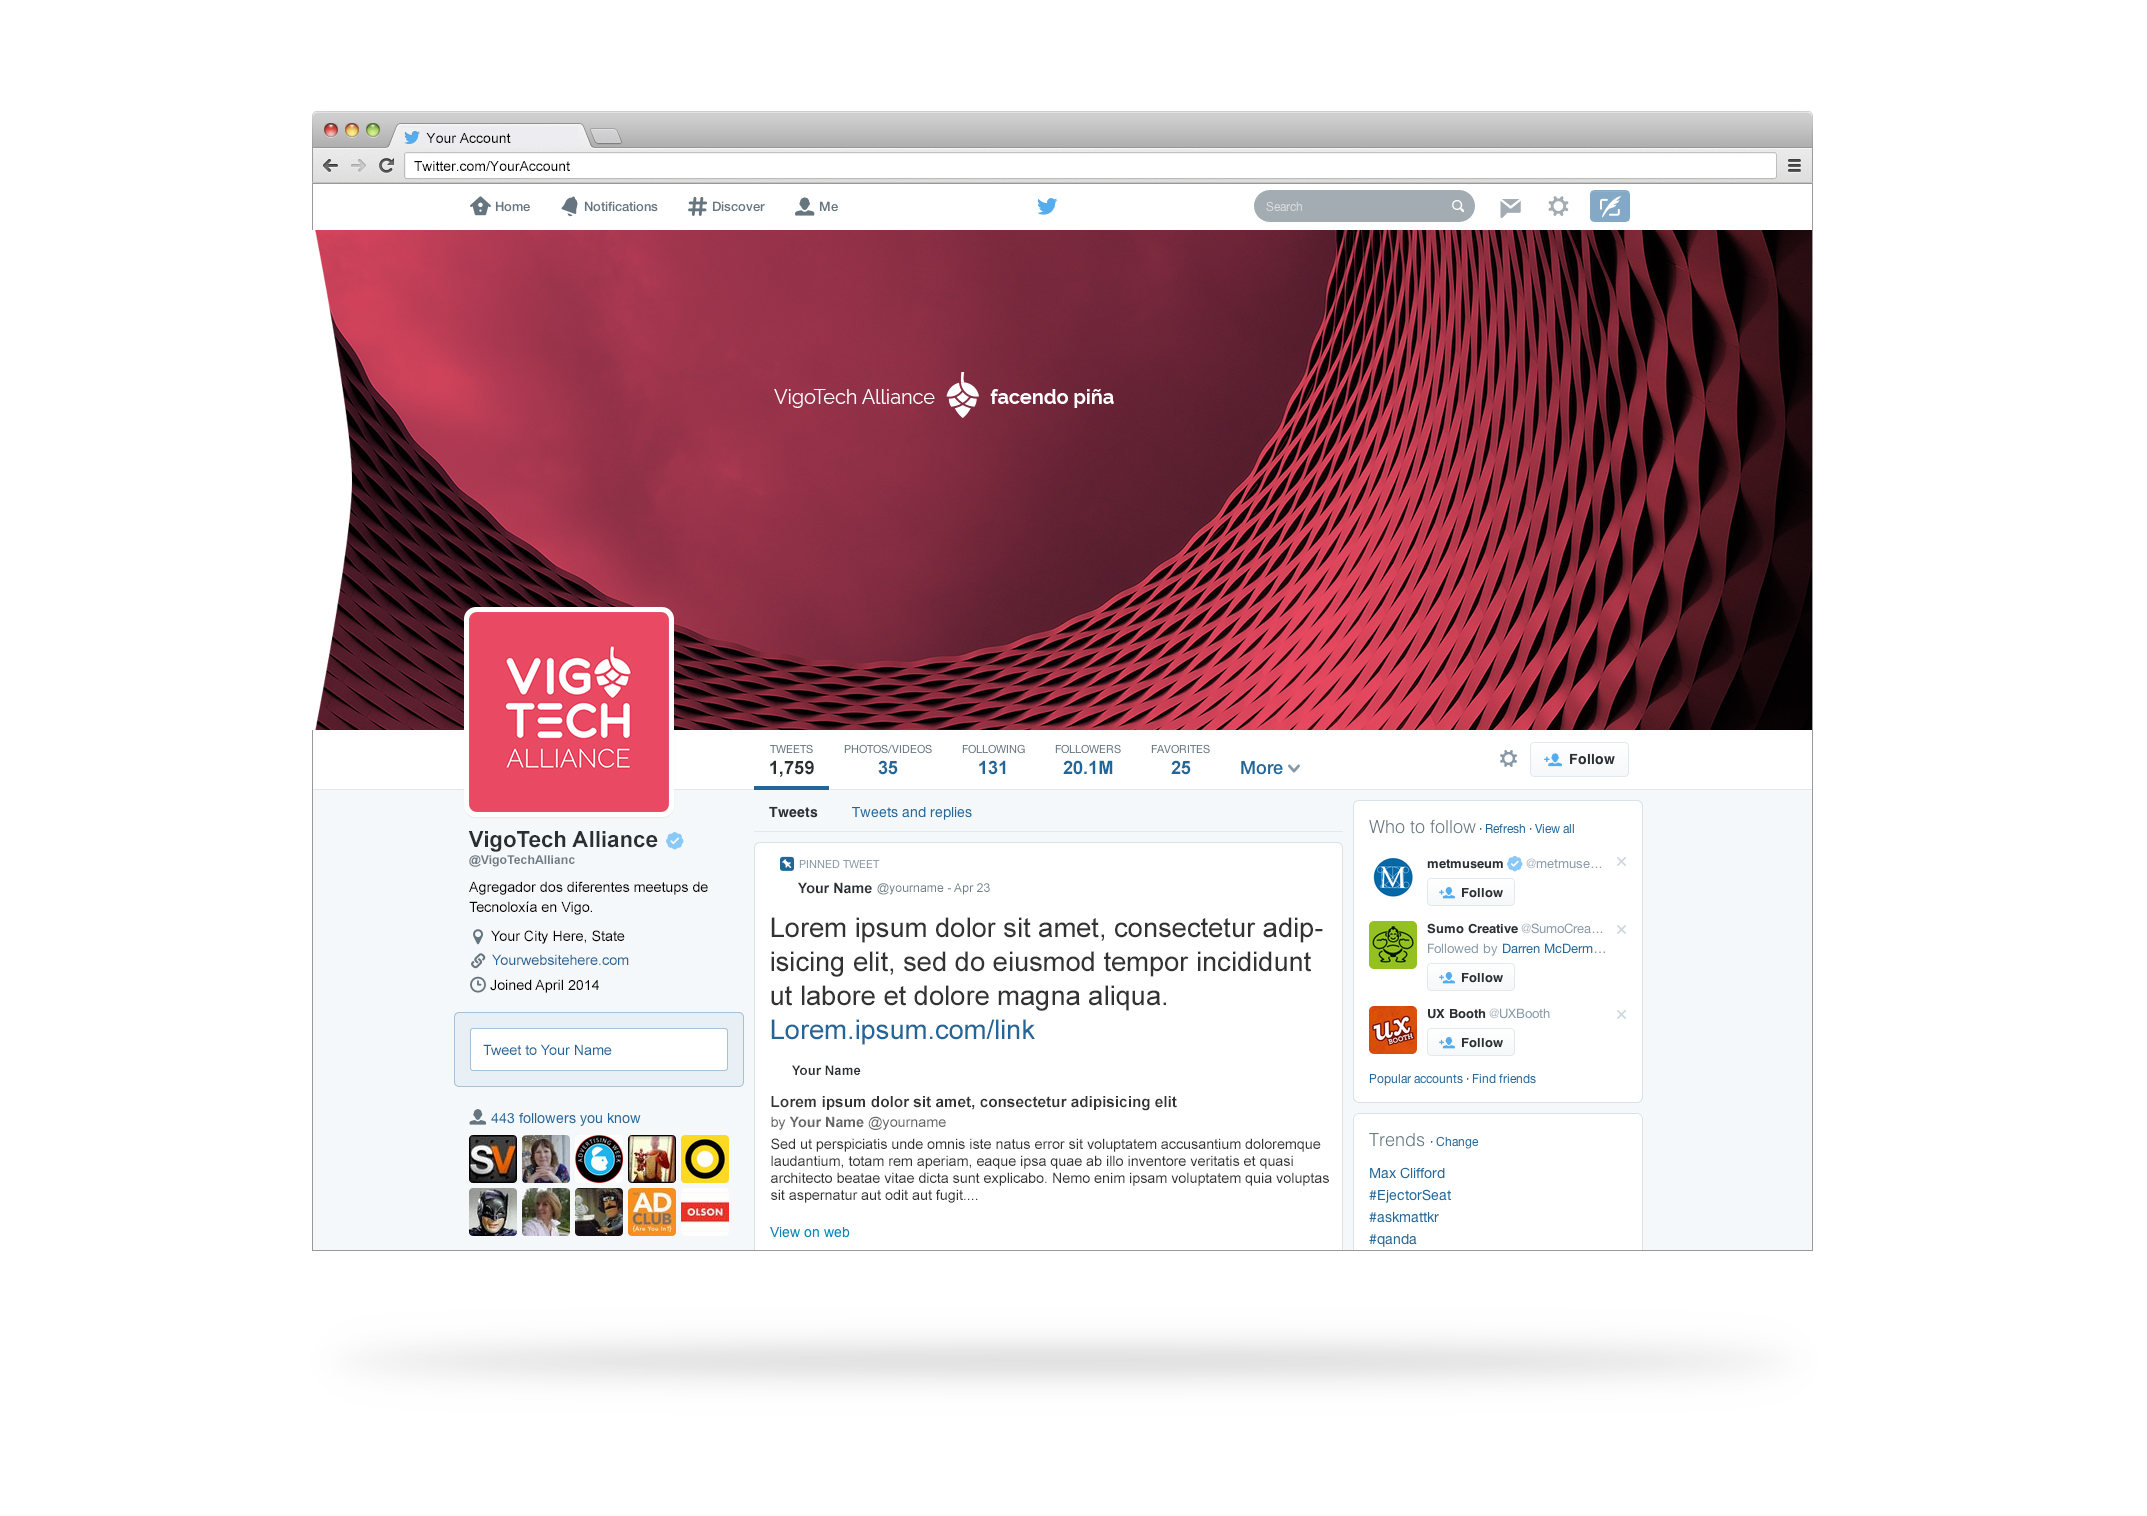 Your Account
Twitter.com/YourAccount
Home
Notifications
Discover
Me
Search
VigoTech Alliance facendo piña
VIGO
TECH
ALLIANCE
TWEETS
1,759
PHOTOS/VIDEOS
35
FOLLOWING
131
FOLLOWERS
20.1M
FAVORITES
25
More
Follow
VigoTech Alliance
@VigoTechAllianc
Agregador dos diferentes meetups de
Tecnoloxía en Vigo.
Your City Here, State
Yourwebsitehere.com
Joined April 2014
Tweet to Your Name
443 followers you know
SV
ADVERTISING WEEK
AD
CLUB
(Are You In?)
OLSON
Tweets
Tweets and replies
PINNED TWEET
Your Name @yourname - Apr 23
Lorem ipsum dolor sit amet, consectetur adip-
isicing elit, sed do eiusmod tempor incididunt
ut labore et dolore magna aliqua.
Lorem.ipsum.com/link
Your Name
Lorem ipsum dolor sit amet, consectetur adipisicing elit
by Your Name @yourname
Sed ut perspiciatis unde omnis iste natus error sit voluptatem accusantium doloremque
laudantium, totam rem aperiam, eaque ipsa quae ab illo inventore veritatis et quasi
architecto beatae vitae dicta sunt explicabo. Nemo enim ipsam voluptatem quia voluptas
sit aspernatur aut odit aut fugit....
View on web
Who to follow · Refresh · View all
M
metmuseum @metmuse...
Follow
Sumo Creative @SumoCrea...
Followed by Darren McDerm...
Follow
UX
BOOTH
UX Booth @UXBooth
Follow
Popular accounts · Find friends
Trends · Change
Max Clifford
#EjectorSeat
#askmattkr
#qanda